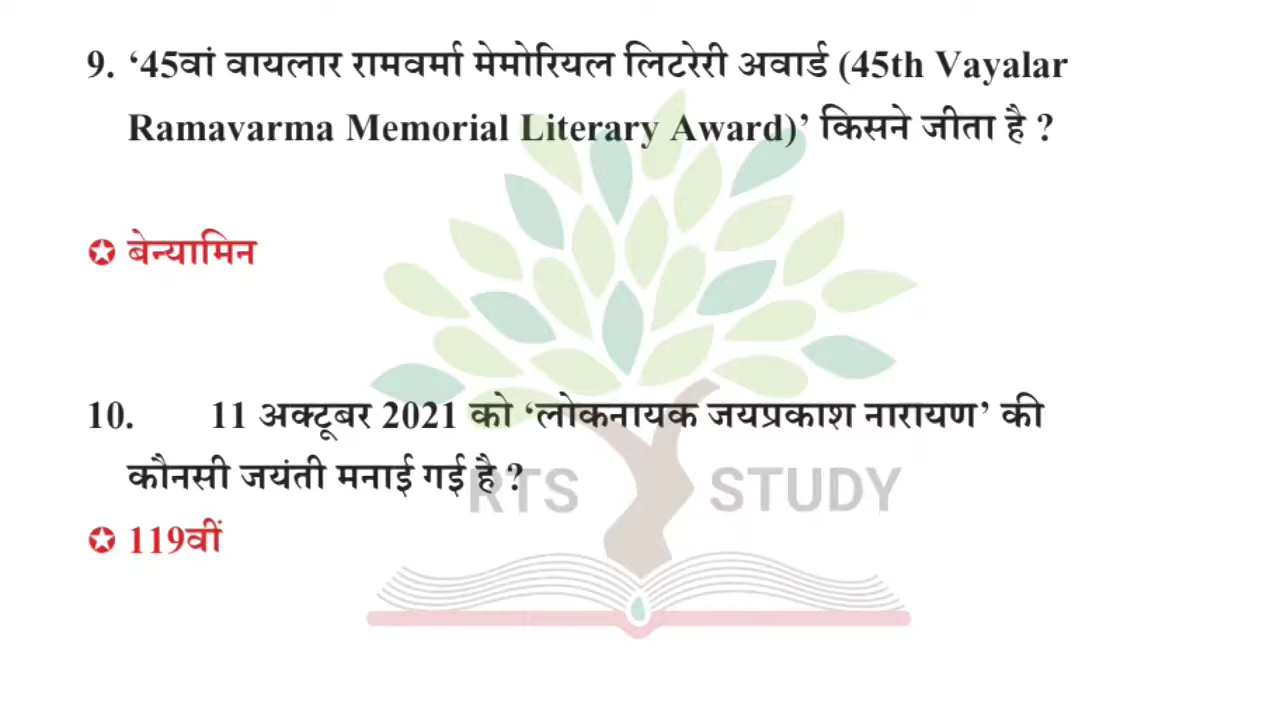 9. ‘45वां वायलार रामवर्मा मेमोरियल लिटरेरी अवार्ड (45th Vayalar
Ramavarma Memorial Literary Award)’ किसने जीता है ?
✪ बेन्यामिन
10. 11 अक्टूबर 2021 को ‘लोकनायक जयप्रकाश नारायण’ की
कौनसी जयंती मनाई गई है ?
RTS STUDY
✪ 119वीं